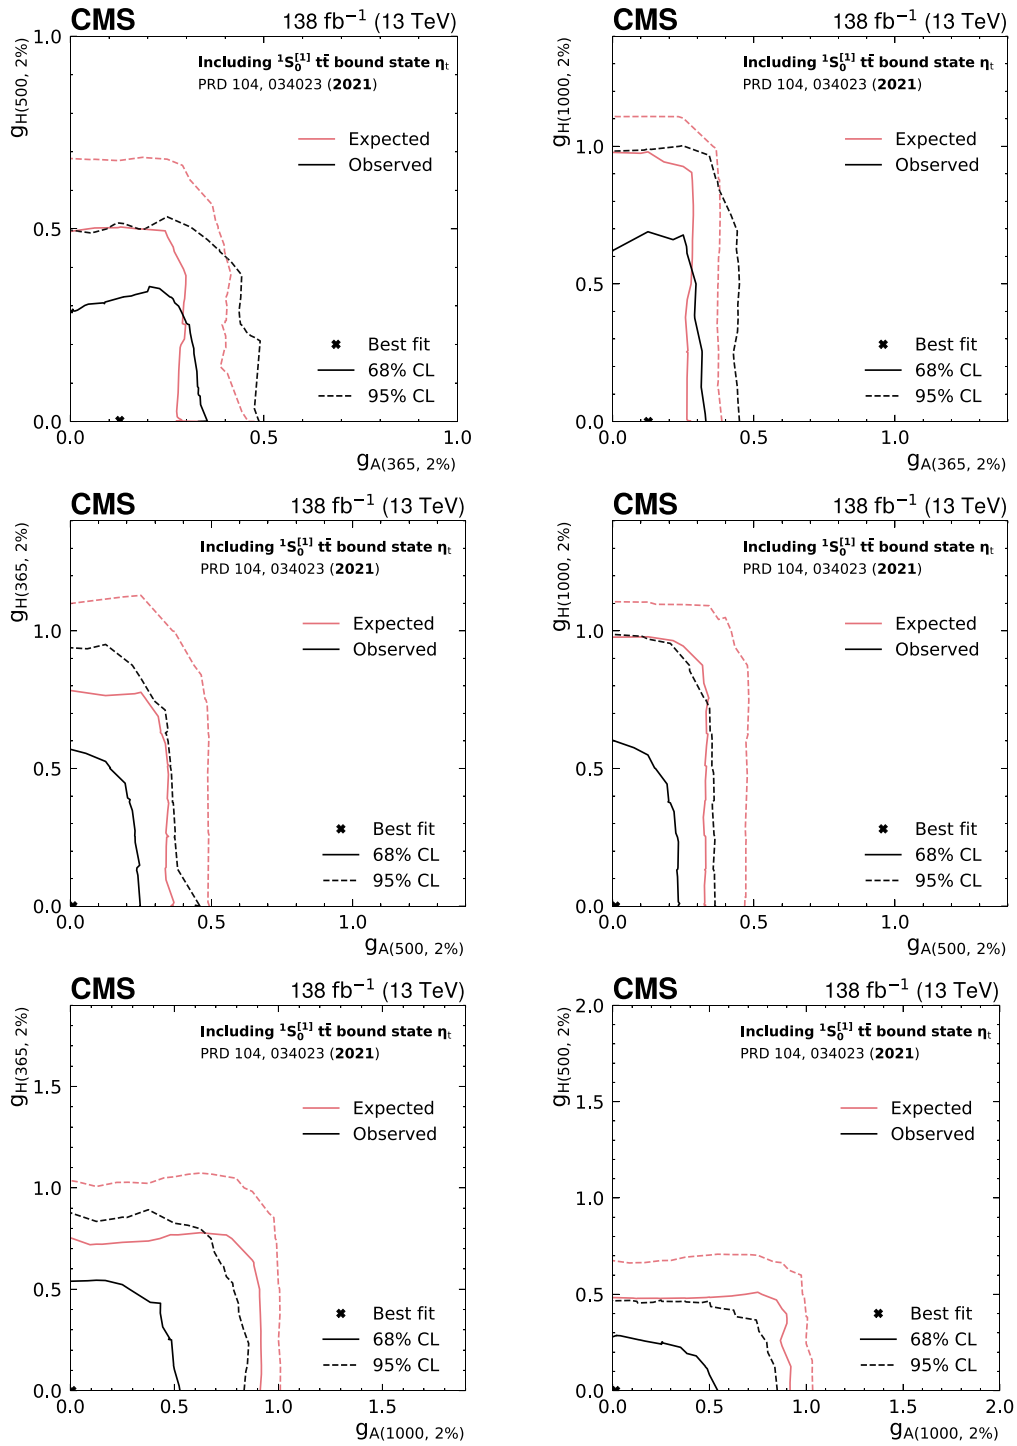 CMS 138 fb⁻¹ (13 TeV)
Including ¹S₀^[1] tt̄ bound state ηₜ
PRD 104, 034023 (2021)
Expected
Observed
Best fit
68% CL
95% CL
g_H(500, 2%)
1.0
0.5
0.0
0.0 0.5 1.0
g_A(365, 2%)
CMS 138 fb⁻¹ (13 TeV)
Including ¹S₀^[1] tt̄ bound state ηₜ
PRD 104, 034023 (2021)
Expected
Observed
Best fit
68% CL
95% CL
g_H(1000, 2%)
1.0
0.5
0.0
0.0 0.5 1.0
g_A(365, 2%)
CMS 138 fb⁻¹ (13 TeV)
Including ¹S₀^[1] tt̄ bound state ηₜ
PRD 104, 034023 (2021)
Expected
Observed
Best fit
68% CL
95% CL
g_H(365, 2%)
1.0
0.5
0.0
0.0 0.5 1.0
g_A(500, 2%)
CMS 138 fb⁻¹ (13 TeV)
Including ¹S₀^[1] tt̄ bound state ηₜ
PRD 104, 034023 (2021)
Expected
Observed
Best fit
68% CL
95% CL
g_H(1000, 2%)
1.0
0.5
0.0
0.0 0.5 1.0
g_A(500, 2%)
CMS 138 fb⁻¹ (13 TeV)
Including ¹S₀^[1] tt̄ bound state ηₜ
PRD 104, 034023 (2021)
Expected
Observed
Best fit
68% CL
95% CL
g_H(365, 2%)
1.5
1.0
0.5
0.0
0.0 0.5 1.0 1.5
g_A(1000, 2%)
CMS 138 fb⁻¹ (13 TeV)
Including ¹S₀^[1] tt̄ bound state ηₜ
PRD 104, 034023 (2021)
Expected
Observed
Best fit
68% CL
95% CL
g_H(500, 2%)
2.0
1.5
1.0
0.5
0.0
0.0 0.5 1.0 1.5 2.0
g_A(1000, 2%)